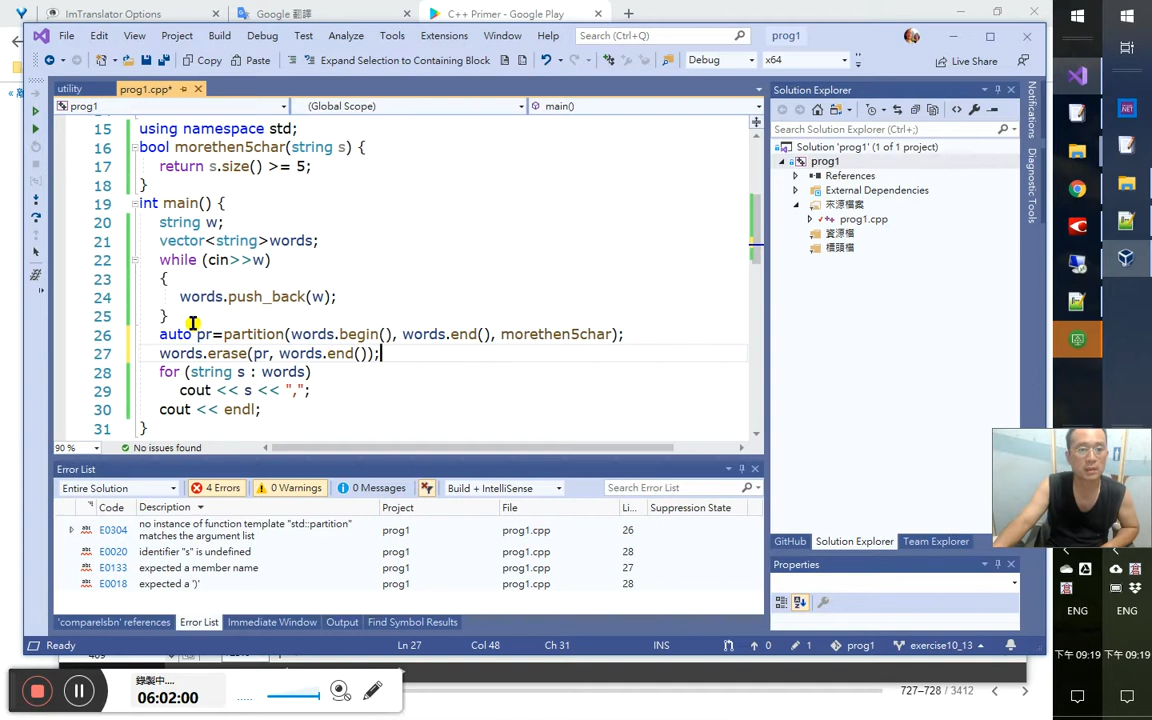 ImTranslator Options
Google 翻譯
C++ Primer - Google Play
File Edit View Project Build Debug Test Analyze Tools Extensions Window Help Search (Ctrl+Q) prog1
Copy Paste Expand Selection to Containing Block Debug x64 Live Share
utility prog1.cpp*
prog1 (Global Scope) main()
15 using namespace std;
16 bool morethen5char(string s) {
17 return s.size() >= 5;
18 }
19 int main() {
20 string w;
21 vector<string>words;
22 while (cin>>w)
23 {
24 words.push_back(w);
25 }
26 auto pr=partition(words.begin(), words.end(), morethen5char);
27 words.erase(pr, words.end());
28 for (string s : words)
29 cout << s << ",";
30 cout << endl;
31 }
90 % No issues found
Error List
Entire Solution 4 Errors 0 Warnings 0 Messages Build + IntelliSense Search Error List
Code Description Project File Li... Suppression State
E0304 no instance of function template "std::partition" matches the argument list prog1 prog1.cpp 26
E0020 identifier "s" is undefined prog1 prog1.cpp 28
E0133 expected a member name prog1 prog1.cpp 27
E0018 expected a ')' prog1 prog1.cpp 28
'compareIsbn' references Error List Immediate Window Output Find Symbol Results
Ready Ln 27 Col 48 Ch 31 INS 0 1 prog1 exercise10_13
Solution Explorer
Search Solution Explorer (Ctrl+;)
Solution 'prog1' (1 of 1 project)
prog1
References
External Dependencies
來源檔案
prog1.cpp
資源檔
標頭檔
GitHub Solution Explorer Team Explorer
Properties
Notifications
Diagnostic Tools
錄製中...
06:02:00
727–728 / 3412
ENG ENG
下午 09:19 下午 09:19